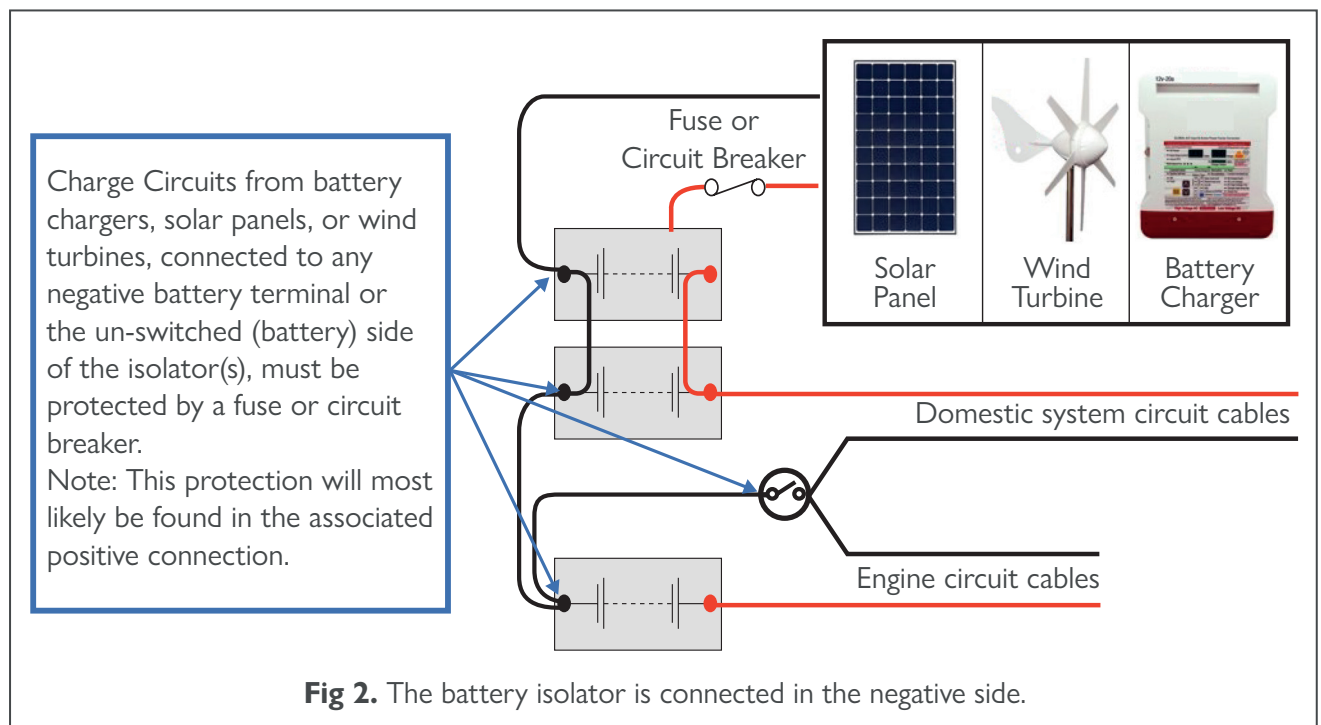 Charge Circuits from battery
chargers, solar panels, or wind
turbines, connected to any
negative battery terminal or
the un-switched (battery) side
of the isolator(s), must be
protected by a fuse or circuit
breaker.
Note: This protection will most
likely be found in the associated
positive connection.
Fuse or
Circuit Breaker
12v-20a
Solar
Panel
Wind
Turbine
Battery
Charger
Domestic system circuit cables
Engine circuit cables
Fig 2. The battery isolator is connected in the negative side.